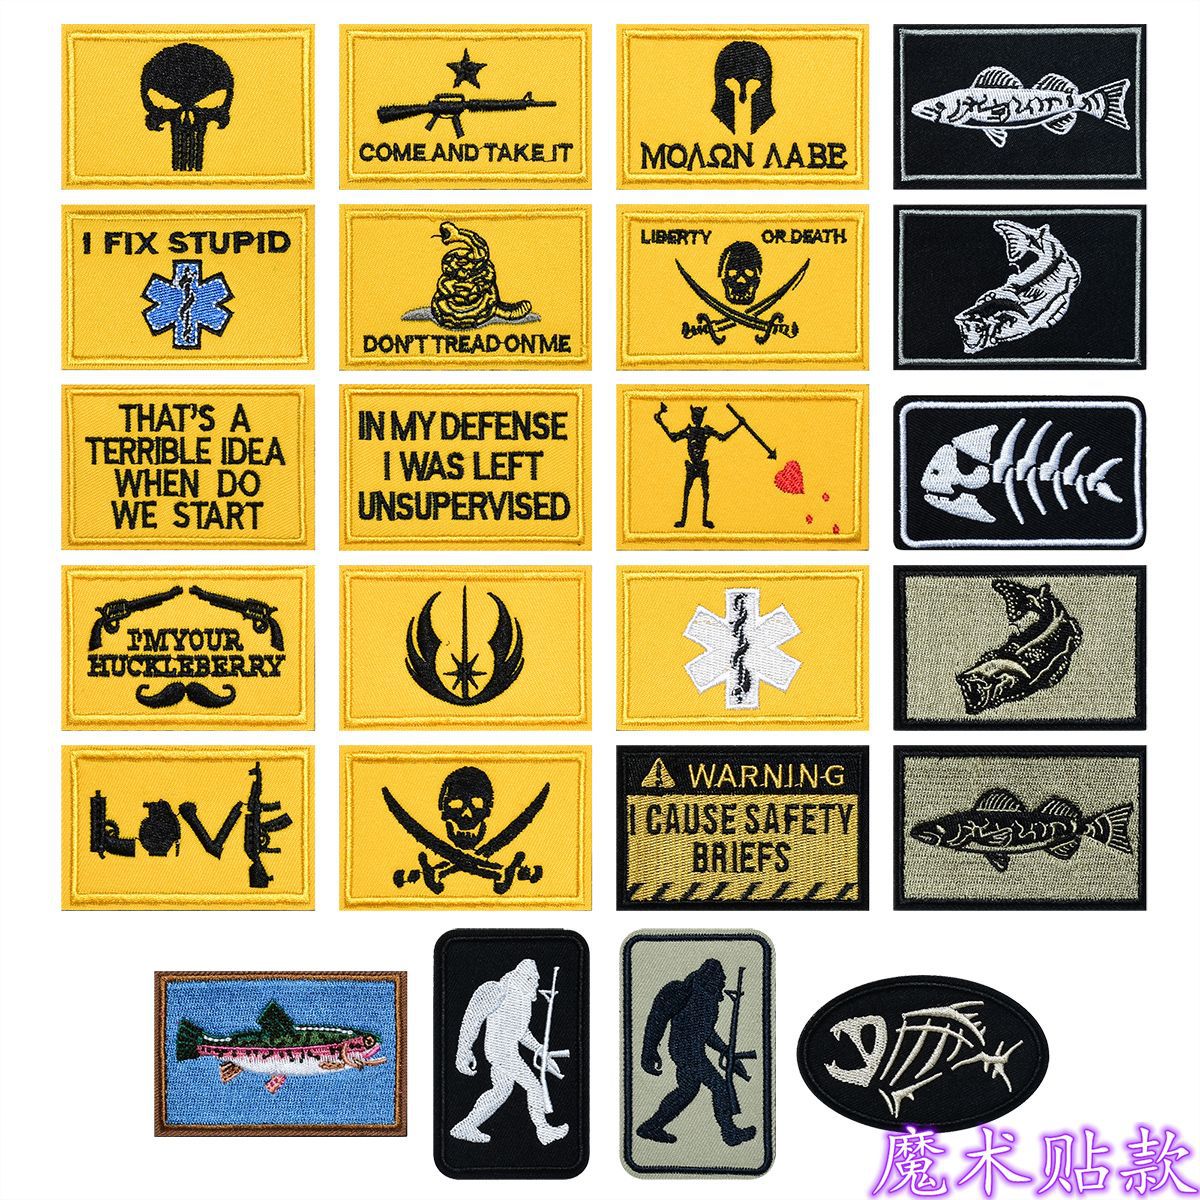 COME AND TAKE IT
ΜΟΛΩΝ ΛΑΒΕ
I FIX STUPID
DON'T TREAD ON ME
LIBERTY OR DEATH
THAT'S A
TERRIBLE IDEA
WHEN DO
WE START
IN MY DEFENSE
I WAS LEFT
UNSUPERVISED
I'M YOUR
HUCKLEBERRY
LOVE
WARNING
I CAUSE SAFETY
BRIEFS
魔术贴款